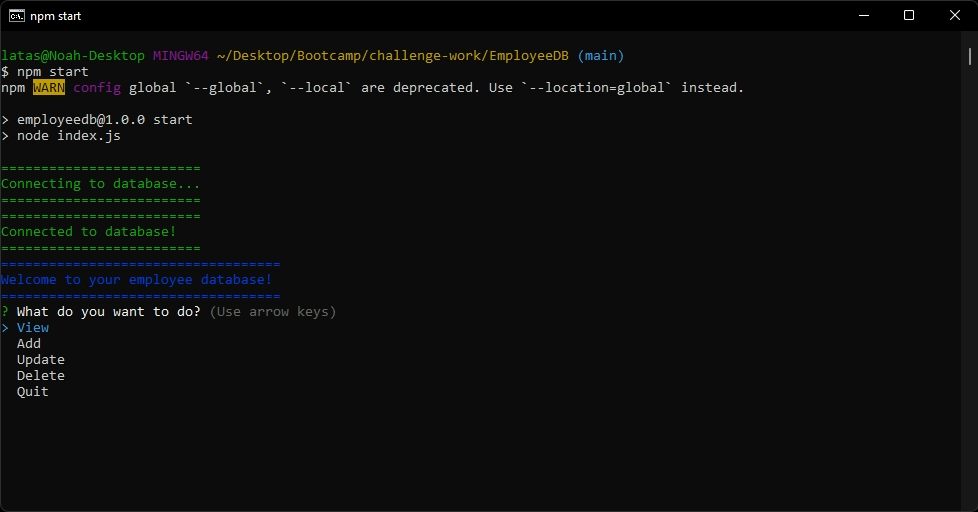 npm start
latas@Noah-Desktop MINGW64 ~/Desktop/Bootcamp/challenge-work/EmployeeDB (main)
$ npm start
npm WARN config global `--global`, `--local` are deprecated. Use `--location=global` instead.
> employeedb@1.0.0 start
> node index.js
=========================
Connecting to database...
=========================
=========================
Connected to database!
=========================
===================================
Welcome to your employee database!
===================================
? What do you want to do? (Use arrow keys)
> View
Add
Update
Delete
Quit